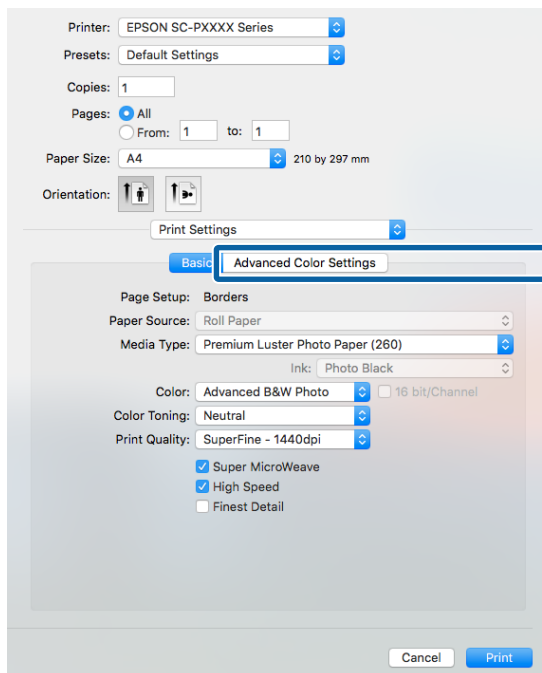 Printer: EPSON SC-PXXXX Series
Presets: Default Settings
Copies: 1
Pages: All
From: 1 to: 1
Paper Size: A4 210 by 297 mm
Orientation:
Print Settings
Basic Advanced Color Settings
Page Setup: Borders
Paper Source: Roll Paper
Media Type: Premium Luster Photo Paper (260)
Ink: Photo Black
Color: Advanced B&W Photo 16 bit/Channel
Color Toning: Neutral
Print Quality: SuperFine - 1440dpi
Super MicroWeave
High Speed
Finest Detail
Cancel Print